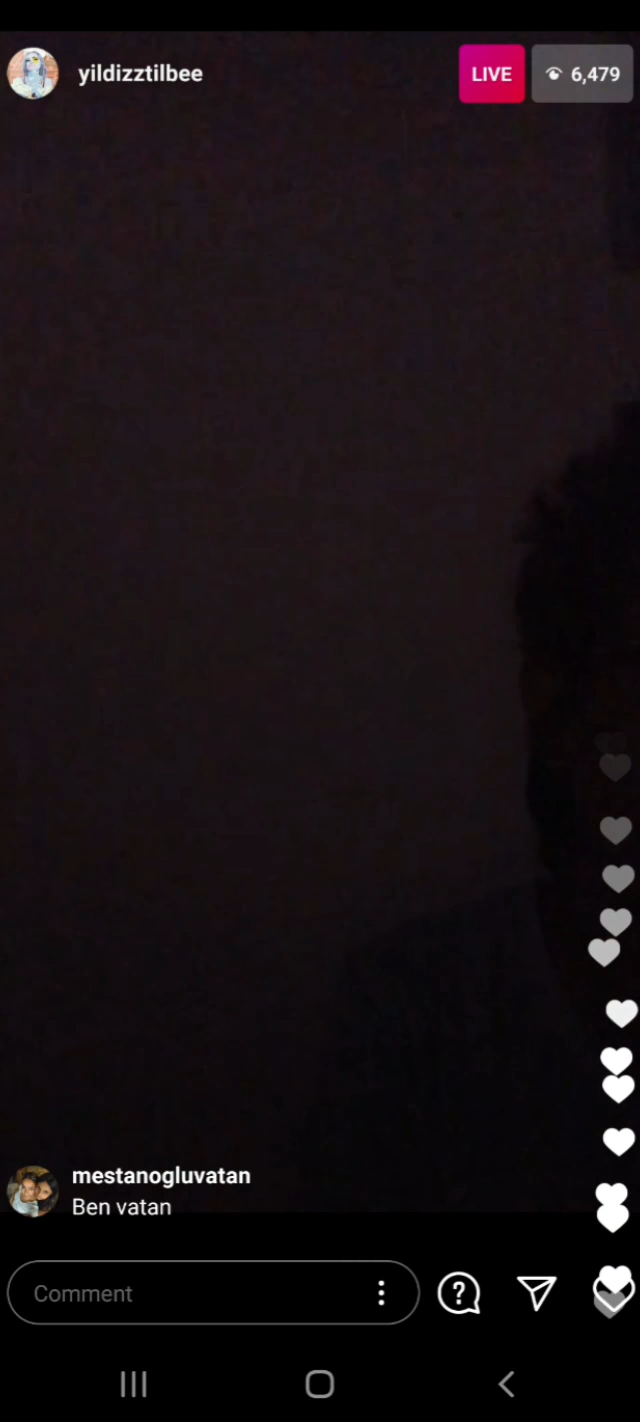 yildizztilbee
LIVE
6,479
mestanogluvatan
Ben vatan
Comment